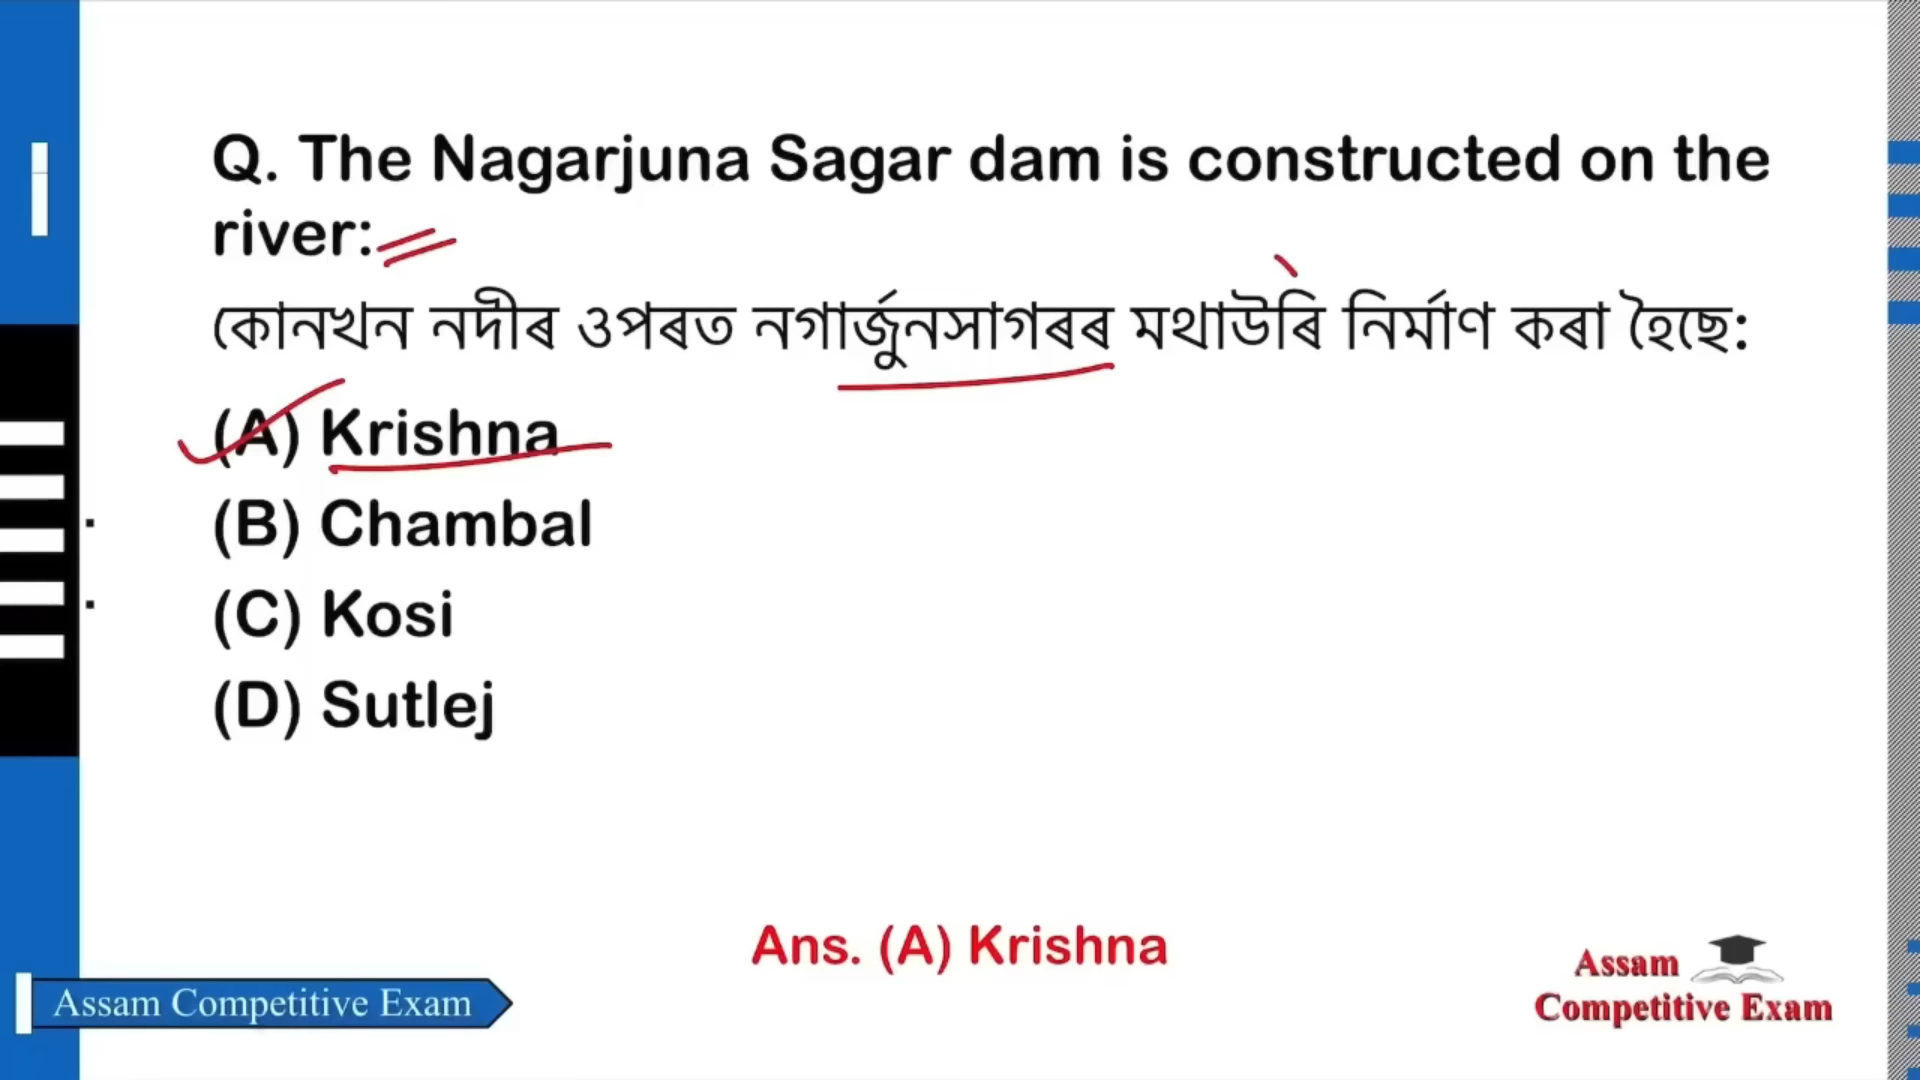 Q. The Nagarjuna Sagar dam is constructed on the
river:
কোনখন নদীৰ ওপৰত নগাৰ্জুনসাগৰৰ মথাউৰি নিৰ্মাণ কৰা হৈছে:
(A) Krishna
(B) Chambal
(C) Kosi
(D) Sutlej
Ans. (A) Krishna
Assam Competitive Exam
Assam
Competitive Exam